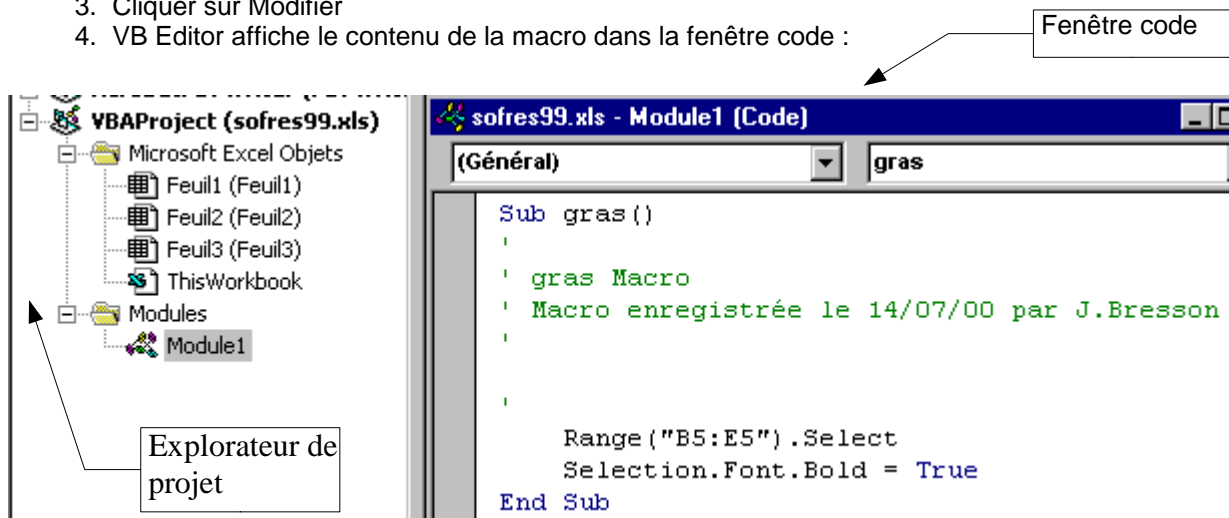 3. Cliquer sur Modifier
4. VB Editor affiche le contenu de la macro dans la fenêtre code :
Fenêtre code
VBAProject (sofres99.xls)
Microsoft Excel Objets
Feuil1 (Feuil1)
Feuil2 (Feuil2)
Feuil3 (Feuil3)
ThisWorkbook
Modules
Module1
Explorateur de
projet
sofres99.xls - Module1 (Code)
(Général)
gras
Sub gras()
'
' gras Macro
' Macro enregistrée le 14/07/00 par J.Bresson
'
'
Range("B5:E5").Select
Selection.Font.Bold = True
End Sub